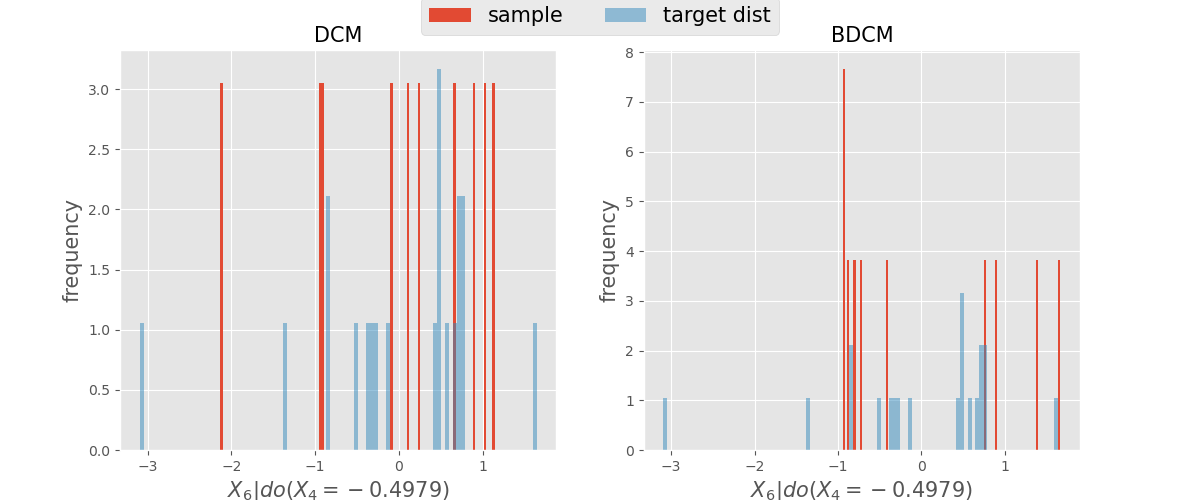 sample target dist
DCM
frequency
3.0
2.5
2.0
1.5
1.0
0.5
0.0
−3 −2 −1 0 1
X₆|do(X₄ = −0.4979)
BDCM
frequency
8
7
6
5
4
3
2
1
0
−3 −2 −1 0 1
X₆|do(X₄ = −0.4979)